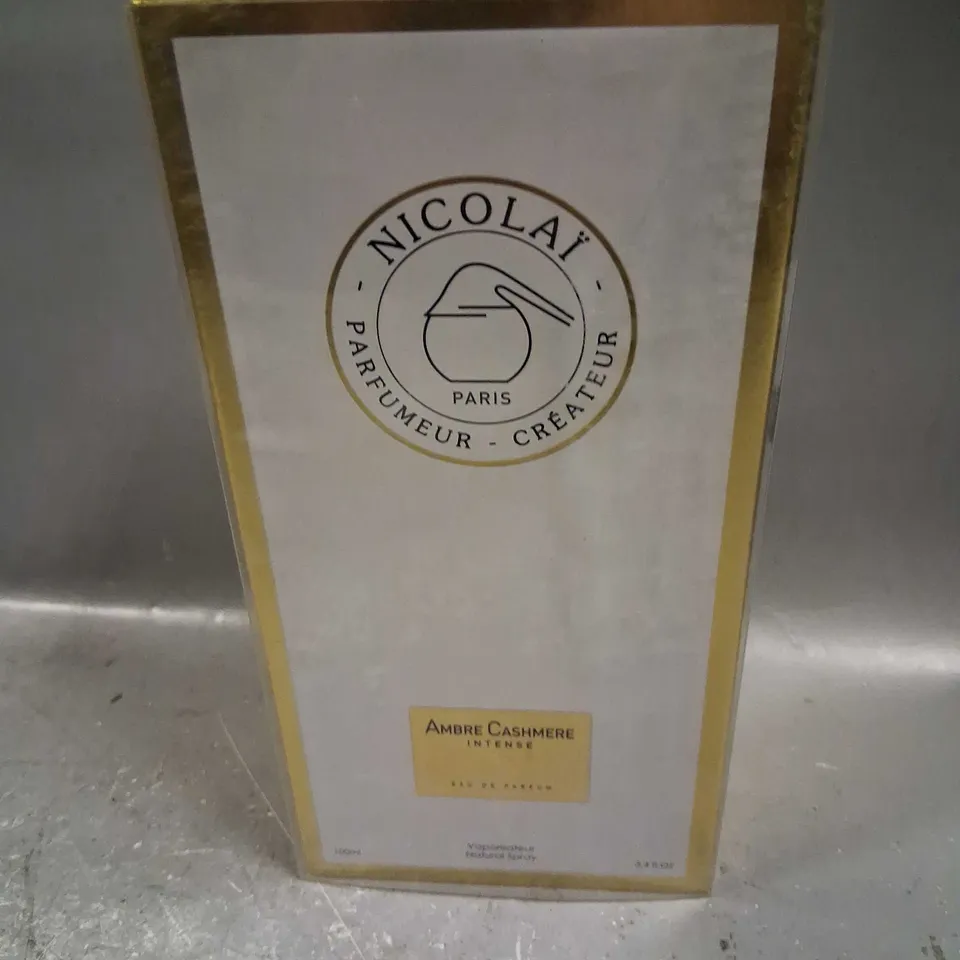 - NICOLAÏ -
PARFUMEUR - CRÉATEUR
PARIS
AMBRE CASHMERE
INTENSE
EAU DE PARFUM
100ml
Vaporisateur
Natural Spray
3.4 fl.oz